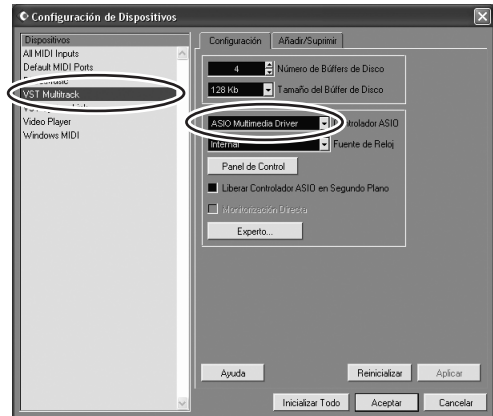 Configuración de Dispositivos
Dispositivos
All MIDI Inputs
Default MIDI Ports
VST Multitrack
Video Player
Windows MIDI
Configuración
Añadir/Suprimir
4
Número de Búffers de Disco
128 Kb
Tamaño del Búffer de Disco
ASIO Multimedia Driver
ASIO
Internal
Fuente de Reloj
Panel de Control
Liberar Controlador ASIO en Segundo Plano
Monitorización Directa
Experto...
Ayuda
Reinicializar
Aplicar
Inicializar Todo
Aceptar
Cancelar